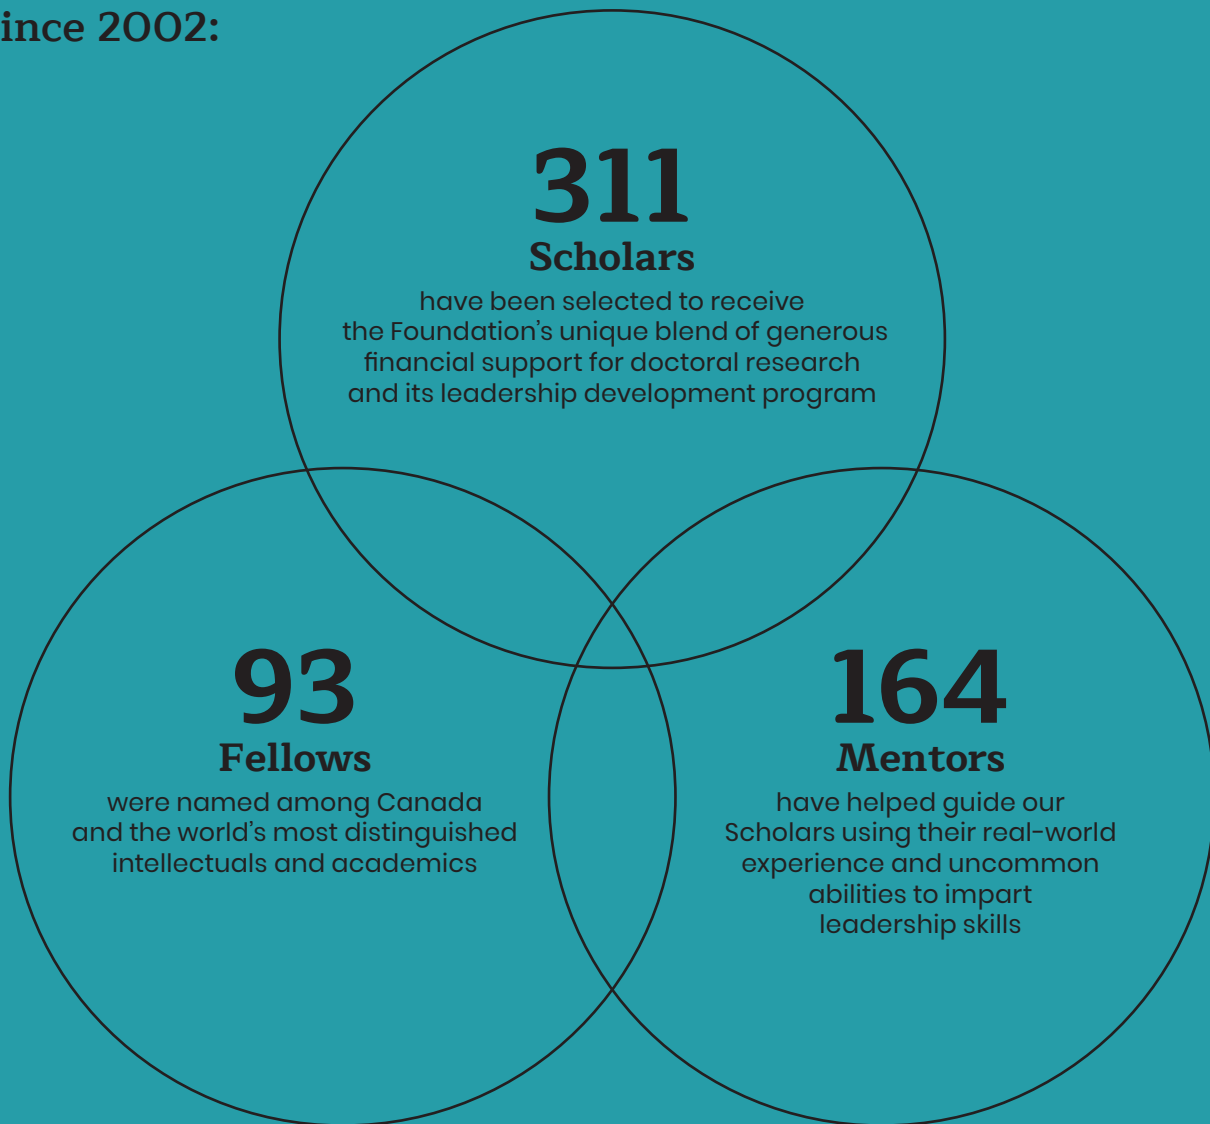 ince 2002:
311
Scholars
have been selected to receive
the Foundation’s unique blend of generous
financial support for doctoral research
and its leadership development program
93
Fellows
were named among Canada
and the world’s most distinguished
intellectuals and academics
164
Mentors
have helped guide our
Scholars using their real-world
experience and uncommon
abilities to impart
leadership skills